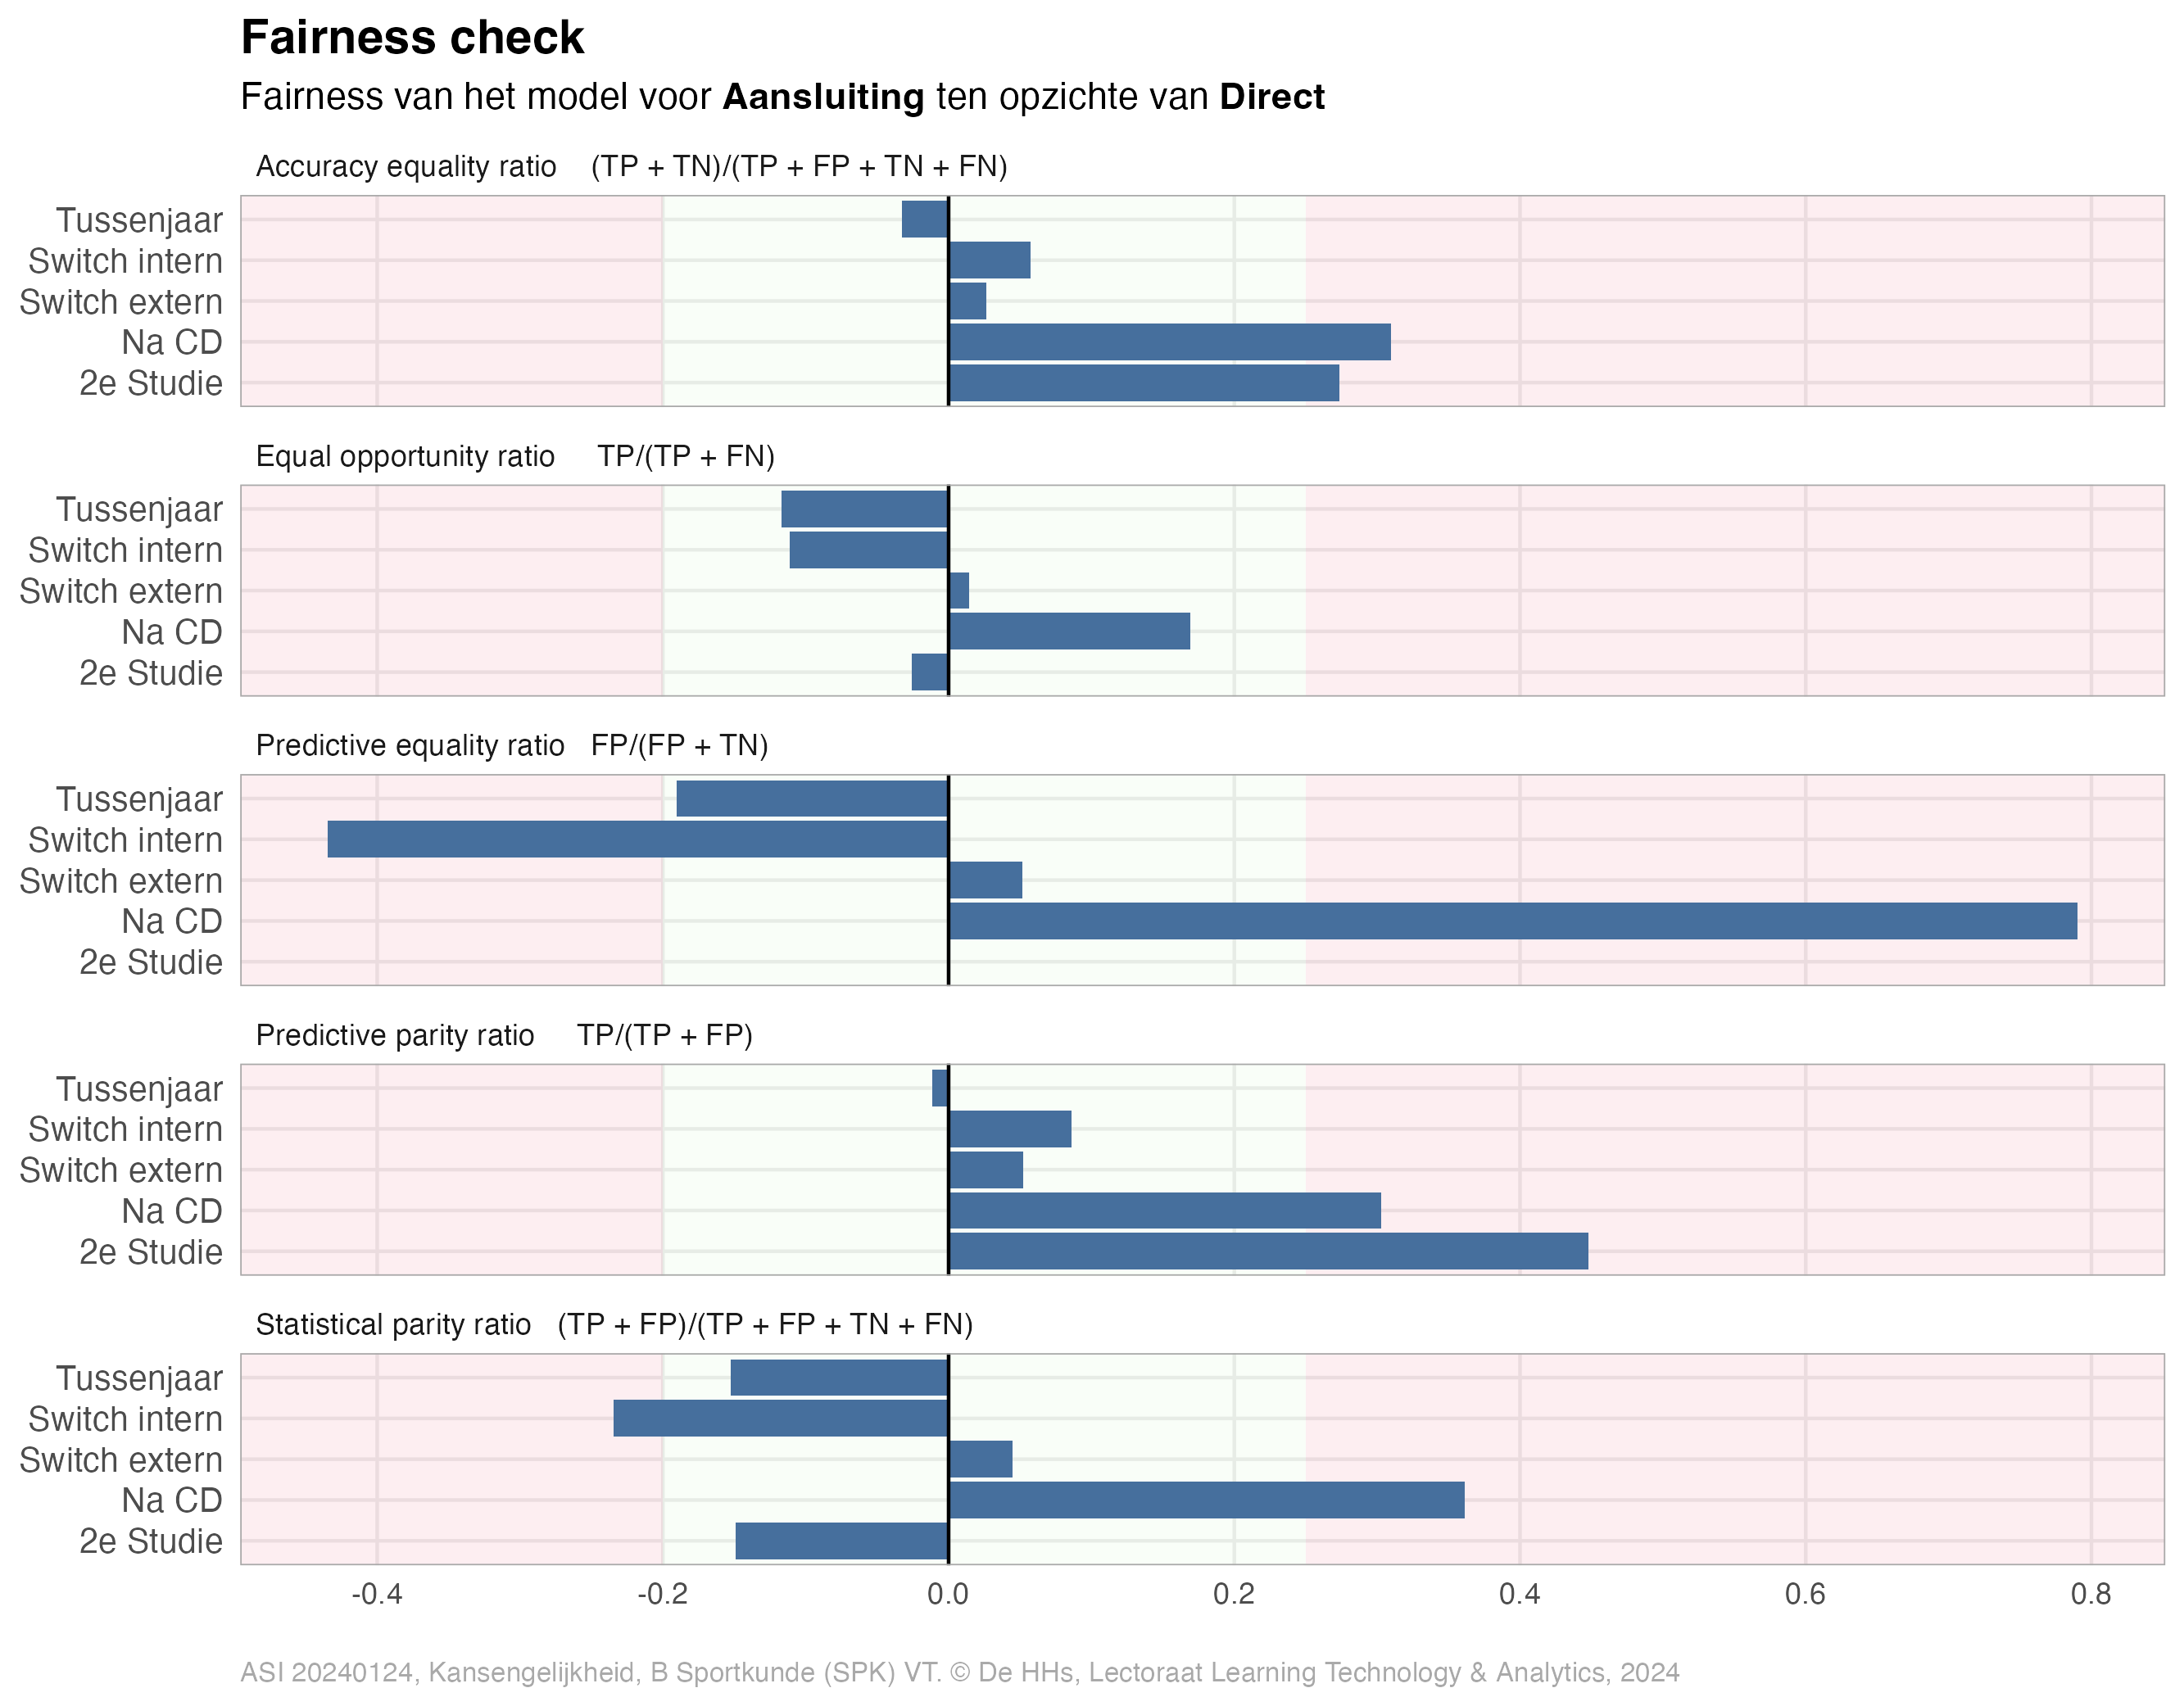 Fairness check
Fairness van het model voor Aansluiting ten opzichte van Direct
Accuracy equality ratio (TP + TN)/(TP + FP + TN + FN)
Tussenjaar
Switch intern
Switch extern
Na CD
2e Studie
Equal opportunity ratio TP/(TP + FN)
Tussenjaar
Switch intern
Switch extern
Na CD
2e Studie
Predictive equality ratio FP/(FP + TN)
Tussenjaar
Switch intern
Switch extern
Na CD
2e Studie
Predictive parity ratio TP/(TP + FP)
Tussenjaar
Switch intern
Switch extern
Na CD
2e Studie
Statistical parity ratio (TP + FP)/(TP + FP + TN + FN)
Tussenjaar
Switch intern
Switch extern
Na CD
2e Studie
-0.4 -0.2 0.0 0.2 0.4 0.6 0.8
ASI 20240124, Kansengelijkheid, B Sportkunde (SPK) VT. © De HHs, Lectoraat Learning Technology & Analytics, 2024